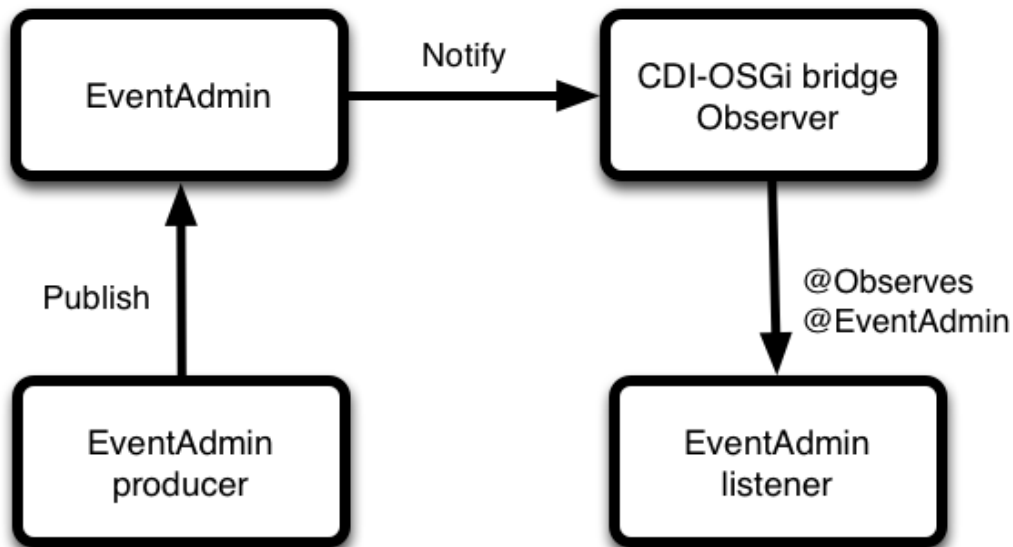 EventAdmin
Notify
CDI-OSGi bridge
Observer
Publish
@Observes
@EventAdmin
EventAdmin
producer
EventAdmin
listener